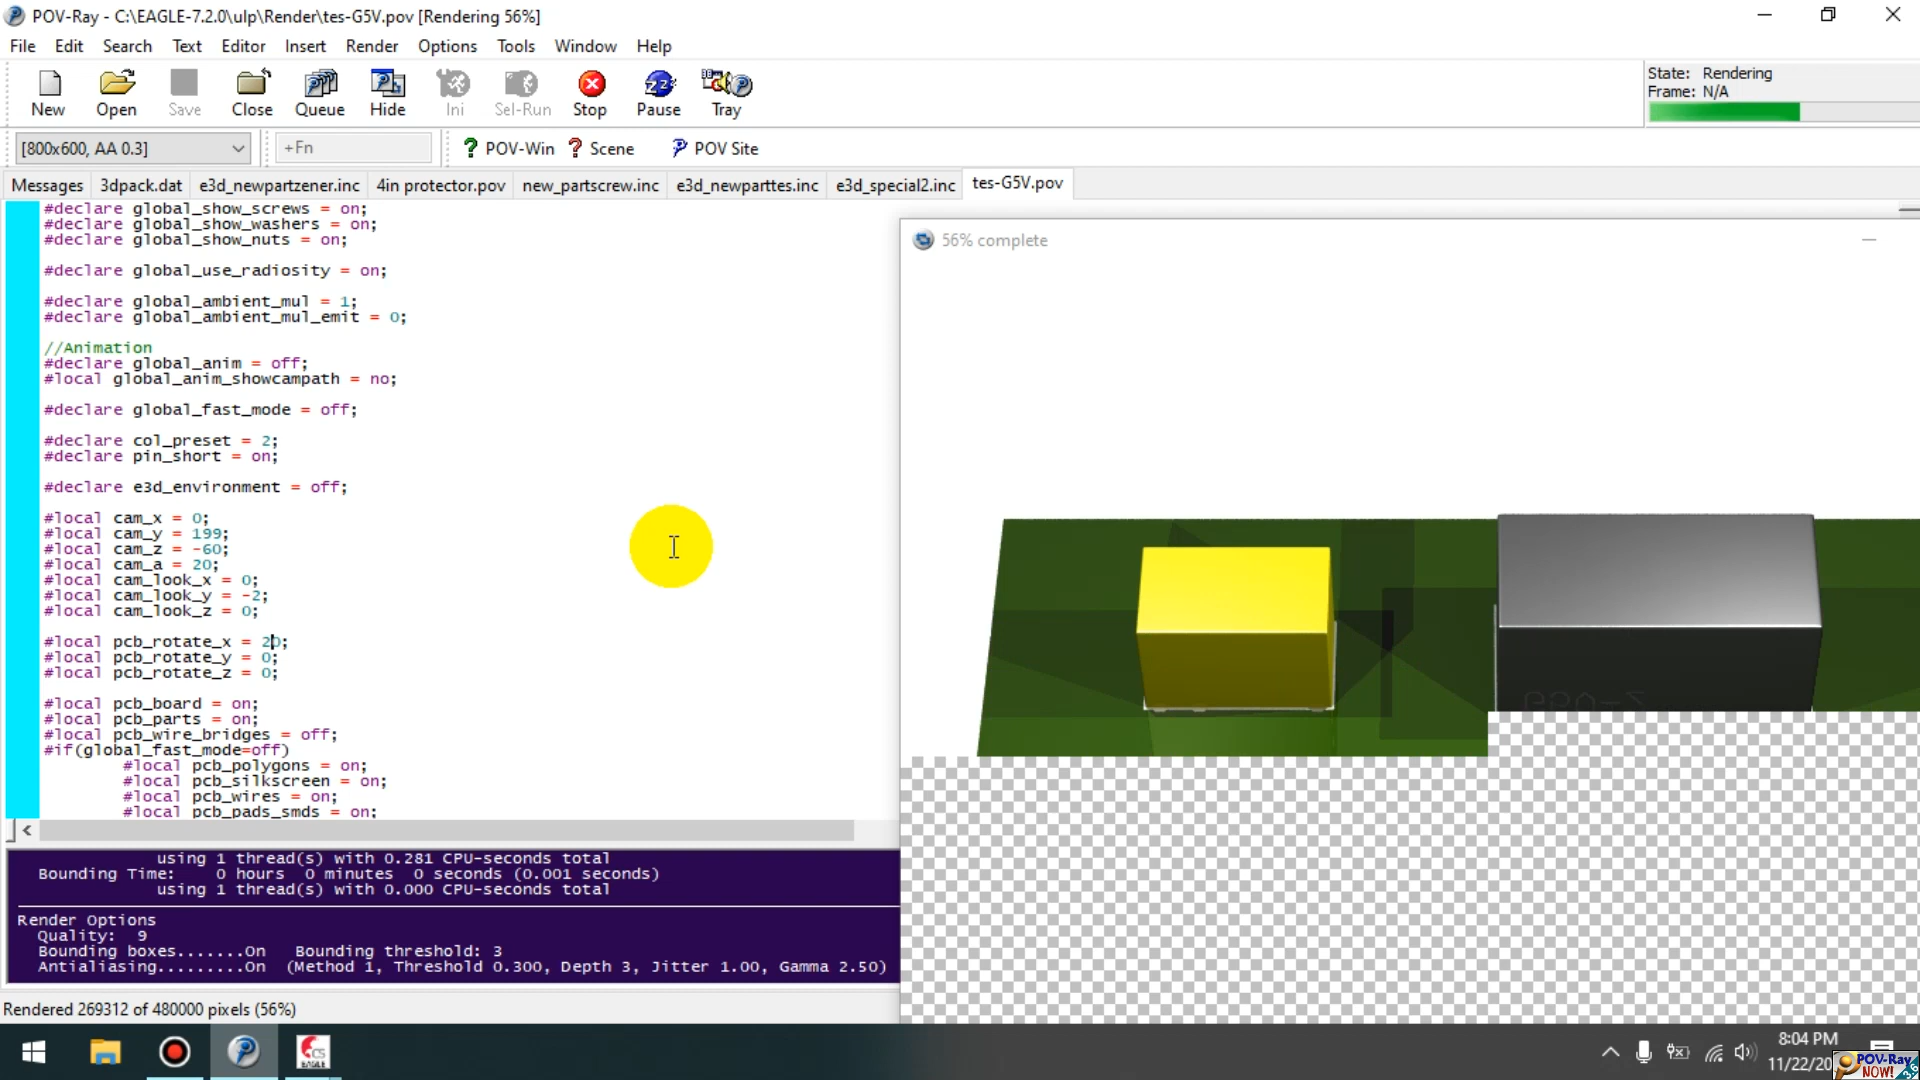 POV-Ray - C:\EAGLE-7.2.0\ulp\Render\tes-G5V.pov [Rendering 56%]
File Edit Search Text Editor Insert Render Options Tools Window Help
New Open Save Close Queue Hide Ini Sel-Run Stop Pause Tray
State: Rendering
Frame: N/A
[800x600, AA 0.3] +Fn ? POV-Win ? Scene POV Site
Messages 3dpack.dat e3d_newpartzener.inc 4in protector.pov new_partscrew.inc e3d_newparttes.inc e3d_special2.inc tes-G5V.pov
#declare global_show_screws = on;
#declare global_show_washers = on;
#declare global_show_nuts = on;
#declare global_use_radiosity = on;
#declare global_ambient_mul = 1;
#declare global_ambient_mul_emit = 0;
//Animation
#declare global_anim = off;
#local global_anim_showcampath = no;
#declare global_fast_mode = off;
#declare col_preset = 2;
#declare pin_short = on;
#declare e3d_environment = off;
#local cam_x = 0;
#local cam_y = 199;
#local cam_z = -60;
#local cam_a = 20;
#local cam_look_x = 0;
#local cam_look_y = -2;
#local cam_look_z = 0;
#local pcb_rotate_x = 20;
#local pcb_rotate_y = 0;
#local pcb_rotate_z = 0;
#local pcb_board = on;
#local pcb_parts = on;
#local pcb_wire_bridges = off;
#if(global_fast_mode=off)
#local pcb_polygons = on;
#local pcb_silkscreen = on;
#local pcb_wires = on;
#local pcb_pads_smds = on;
56% complete
using 1 thread(s) with 0.281 CPU-seconds total
Bounding Time: 0 hours 0 minutes 0 seconds (0.001 seconds)
using 1 thread(s) with 0.000 CPU-seconds total
Render Options
Quality: 9
Bounding boxes.......On Bounding threshold: 3
Antialiasing.........On (Method 1, Threshold 0.300, Depth 3, Jitter 1.00, Gamma 2.50)
Rendered 269312 of 480000 pixels (56%)
CS
EAGLE
8:04 PM
11/22/20
POV-Ray
NOW! 3.6